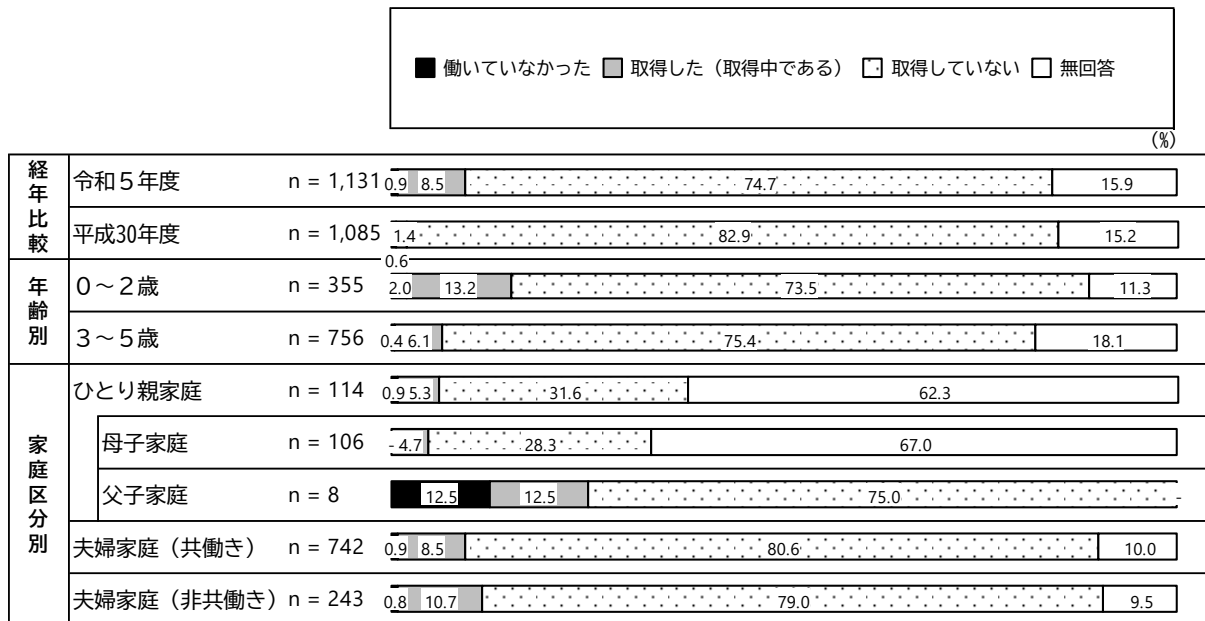 ■ 働いていなかった □ 取得した（取得中である） □ 取得していない □ 無回答
(%)
経年比較
令和５年度 n = 1,131 0.9 8.5 74.7 15.9
平成30年度 n = 1,085 1.4 82.9 15.2
0.6
年齢別
０～２歳 n = 355 2.0 13.2 73.5 11.3
３～５歳 n = 756 0.4 6.1 75.4 18.1
家庭区分別
ひとり親家庭 n = 114 0.9 5.3 31.6 62.3
母子家庭 n = 106 - 4.7 28.3 67.0
父子家庭 n = 8 12.5 12.5 75.0 -
夫婦家庭（共働き） n = 742 0.9 8.5 80.6 10.0
夫婦家庭（非共働き） n = 243 0.8 10.7 79.0 9.5